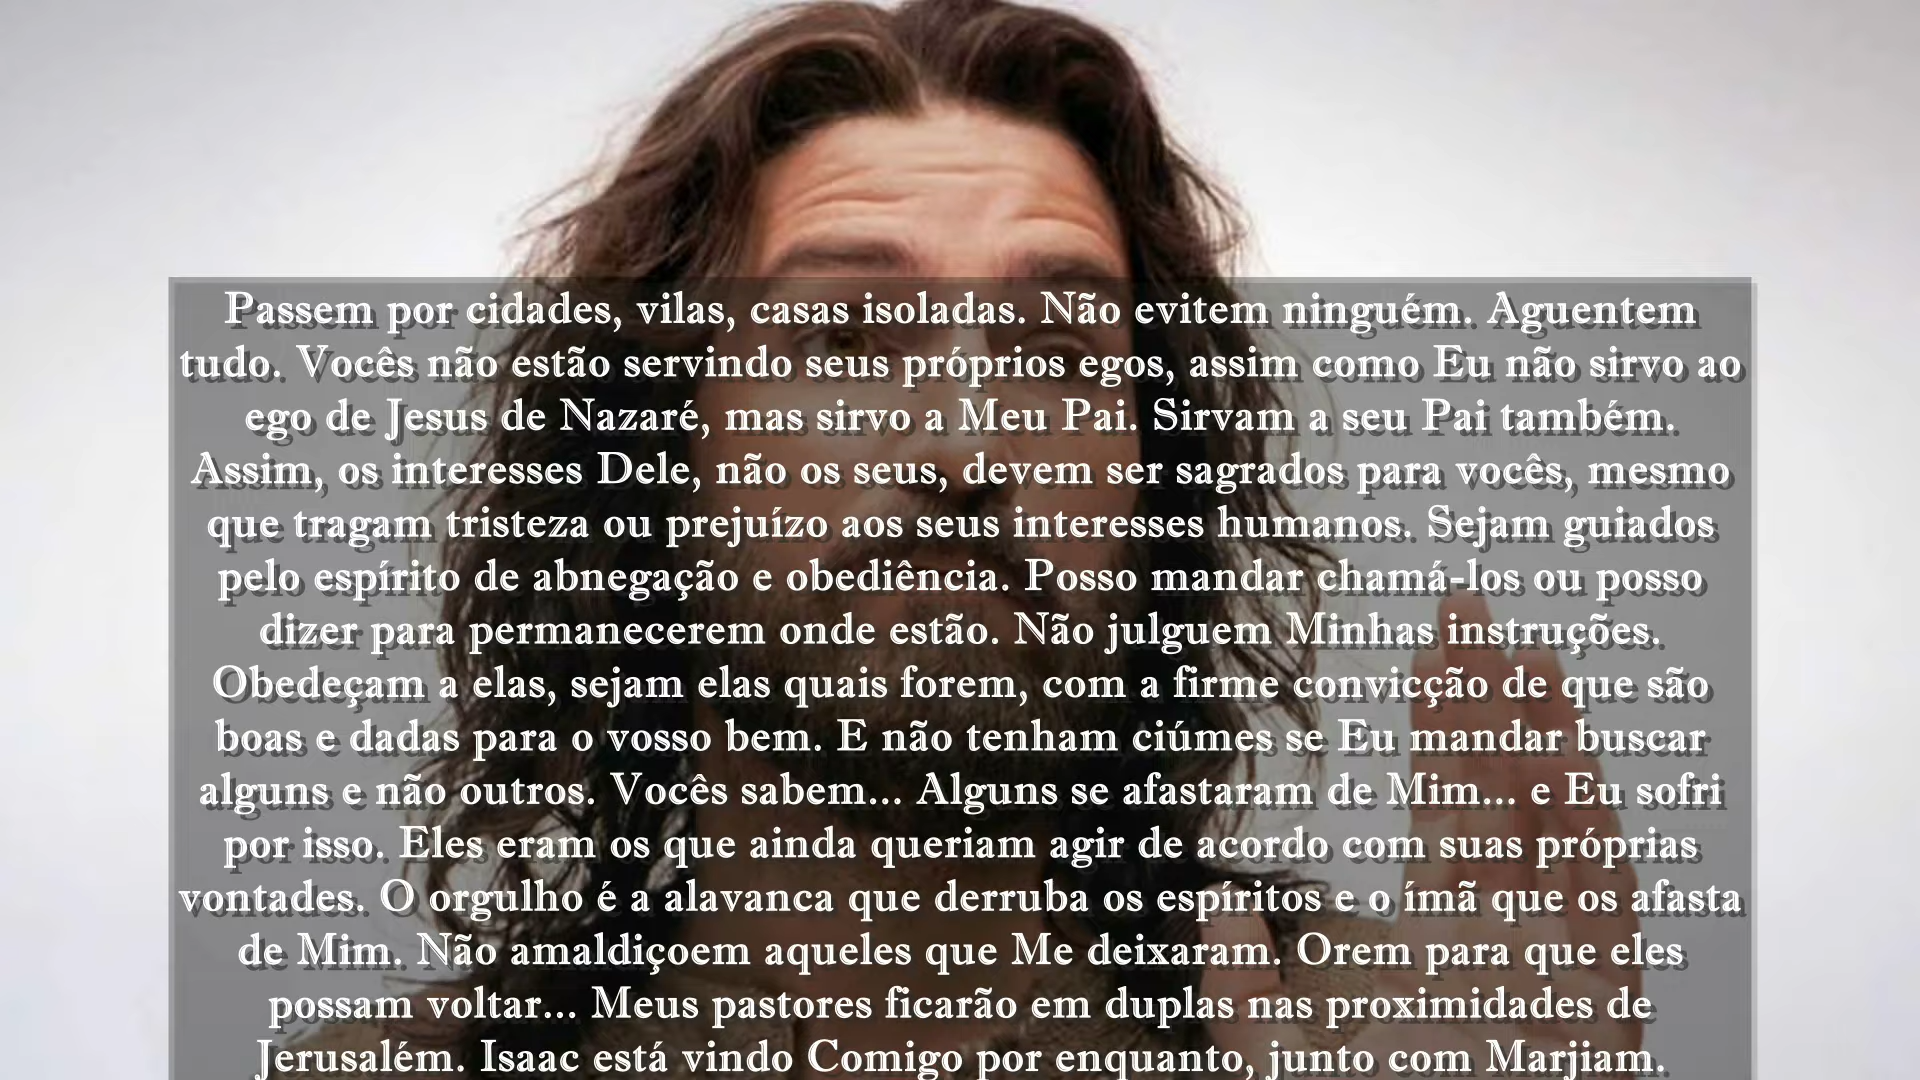 Passem por cidades, vilas, casas isoladas. Não evitem ninguém. Aguentem
tudo. Vocês não estão servindo seus próprios egos, assim como Eu não sirvo ao
ego de Jesus de Nazaré, mas sirvo a Meu Pai. Sirvam a seu Pai também.
Assim, os interesses Dele, não os seus, devem ser sagrados para vocês, mesmo
que tragam tristeza ou prejuízo aos seus interesses humanos. Sejam guiados
pelo espírito de abnegação e obediência. Posso mandar chamá-los ou posso
dizer para permanecerem onde estão. Não julguem Minhas instruções.
Obedeçam a elas, sejam elas quais forem, com a firme convicção de que são
boas e dadas para o vosso bem. E não tenham ciúmes se Eu mandar buscar
alguns e não outros. Vocês sabem... Alguns se afastaram de Mim... e Eu sofri
por isso. Eles eram os que ainda queriam agir de acordo com suas próprias
vontades. O orgulho é a alavanca que derruba os espíritos e o ímã que os afasta
de Mim. Não amaldiçoem aqueles que Me deixaram. Orem para que eles
possam voltar... Meus pastores ficarão em duplas nas proximidades de
Jerusalém. Isaac está vindo Comigo por enquanto, junto com Marjiam.